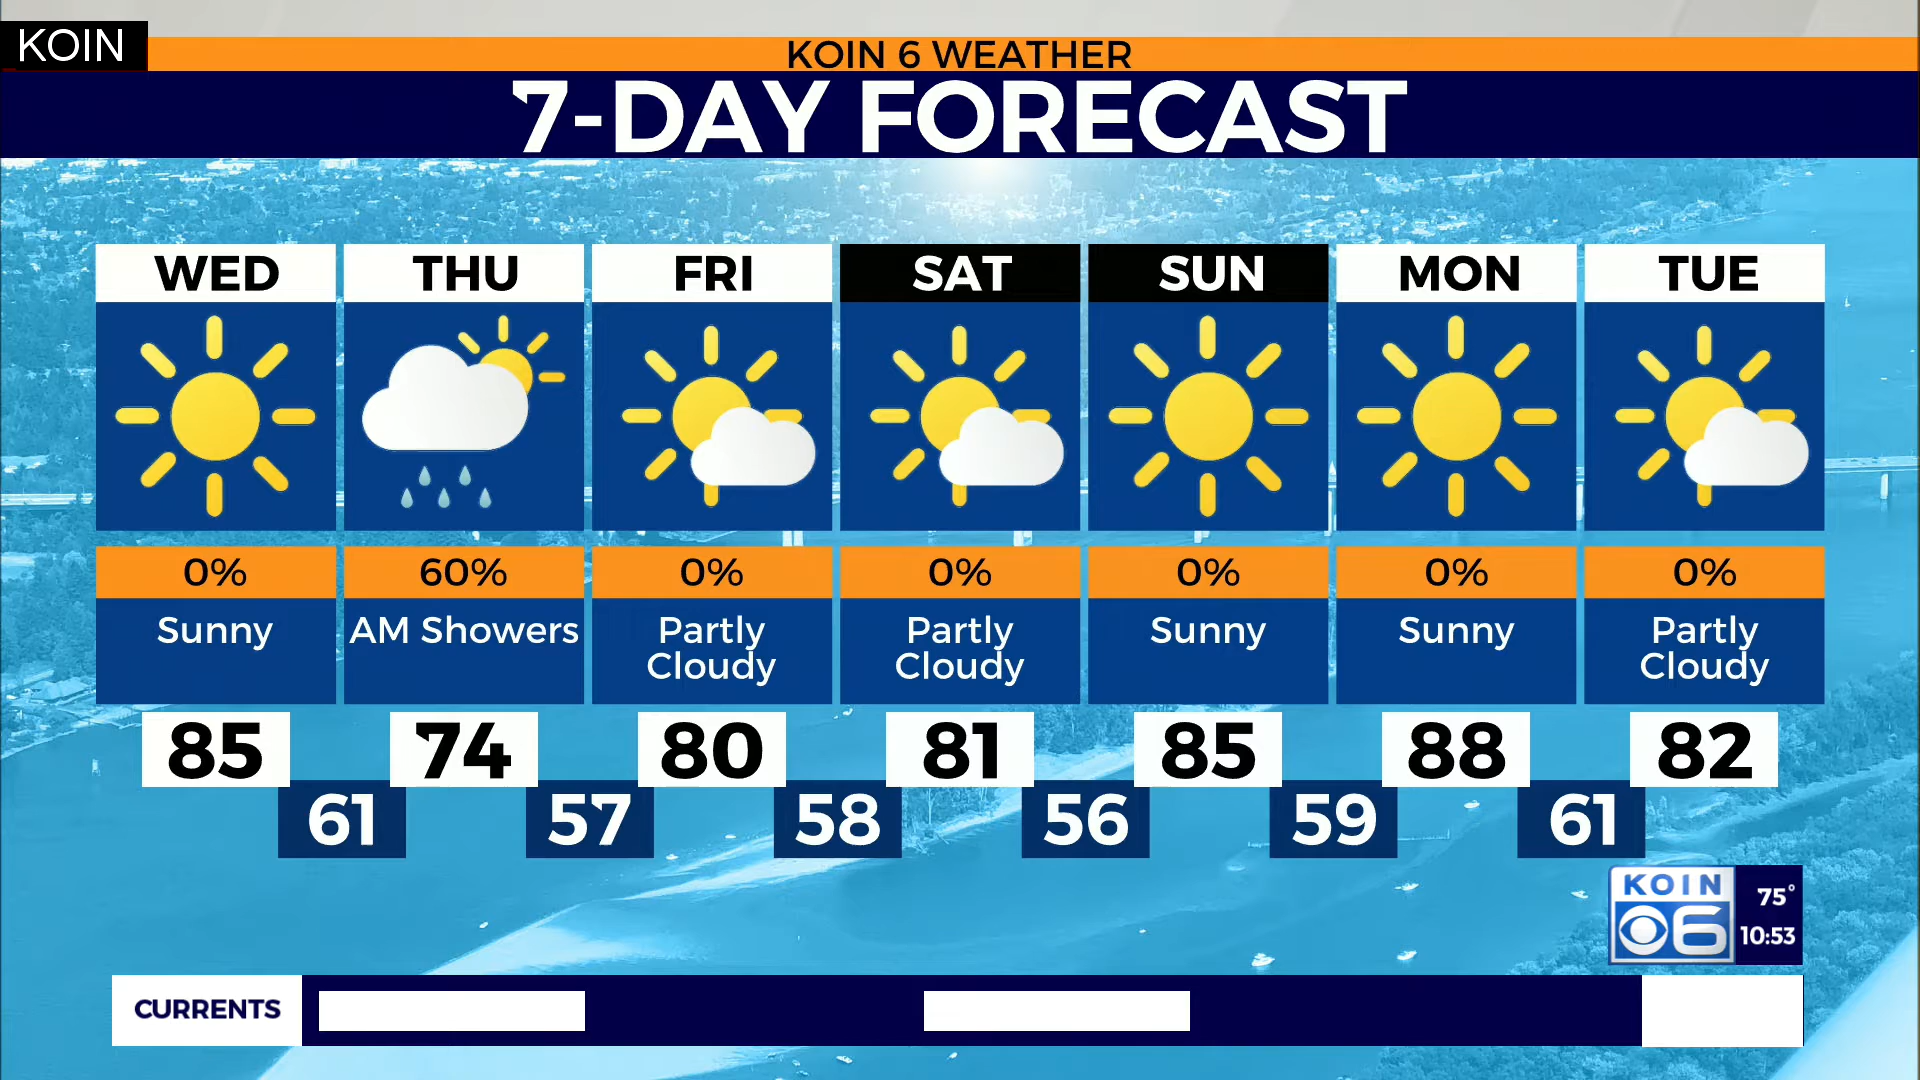 KOIN
KOIN 6 WEATHER
7-DAY FORECAST
WED THU FRI SAT SUN MON TUE
0% 60% 0% 0% 0% 0% 0%
Sunny AM Showers Partly Partly Sunny Sunny Partly
Cloudy Cloudy Cloudy
85 74 80 81 85 88 82
61 57 58 56 59 61
KOIN
6
75°
10:53
CURRENTS